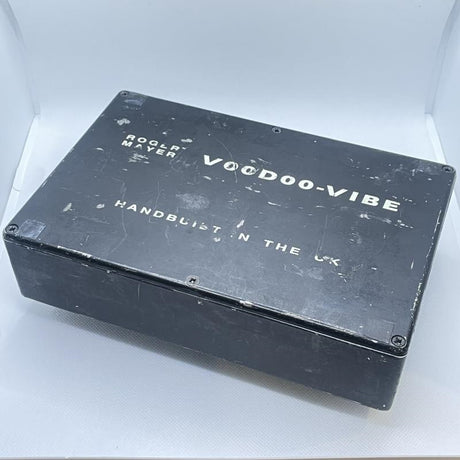 ROGER
MAYER
VOODOO-VIBE
HANDBUILT IN THE UK